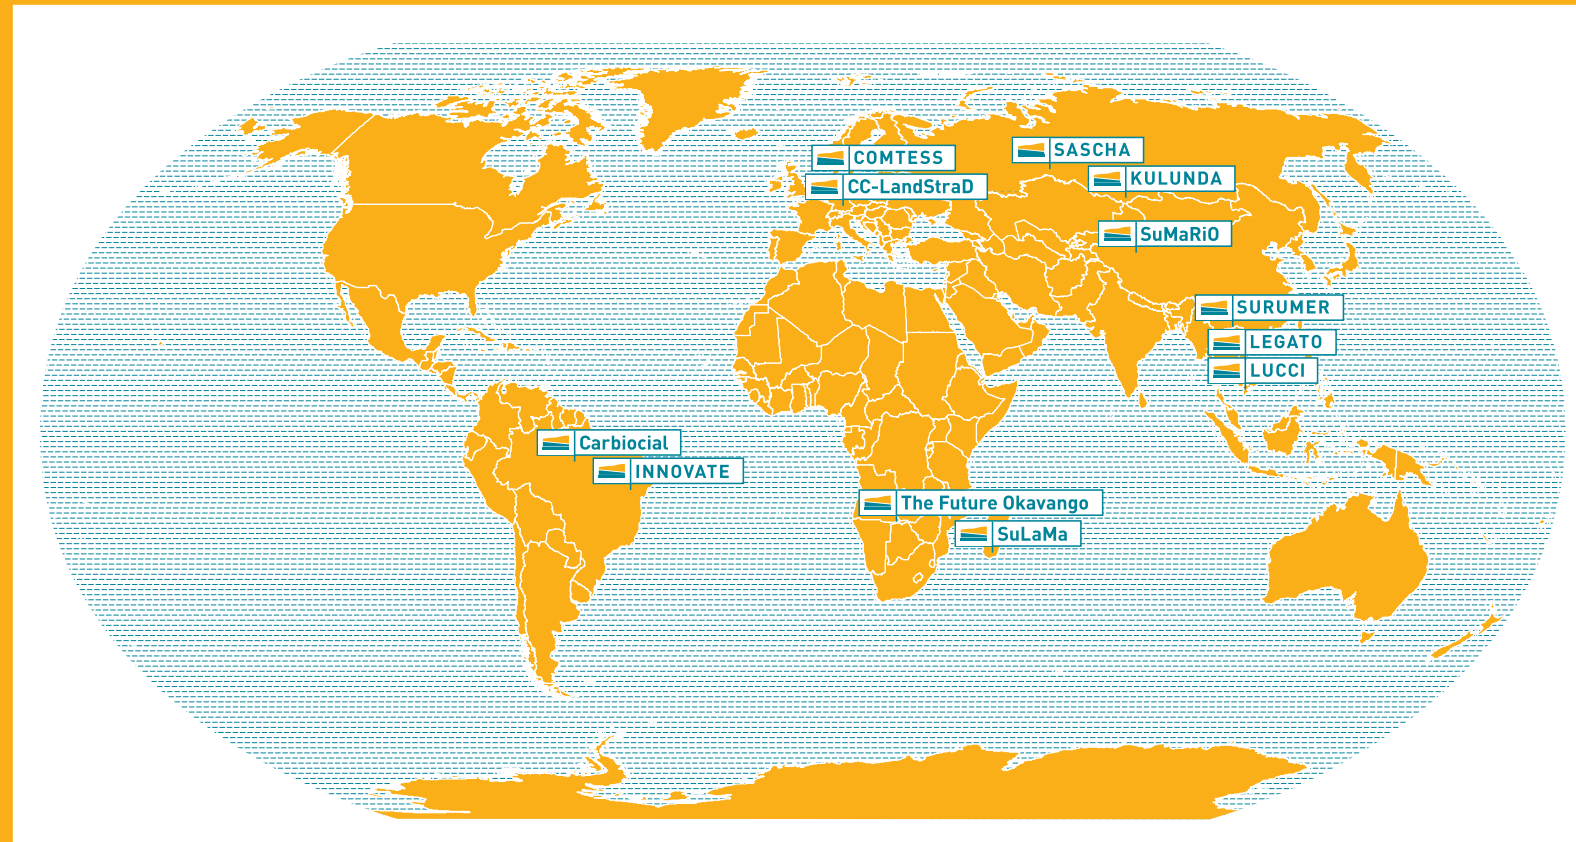 COMTESS
SASCHA
CC-LandStraD
KULUNDA
SuMaRiO
SURUMER
LEGATO
LUCCI
Carbiocial
INNOVATE
The Future Okavango
SuLaMa